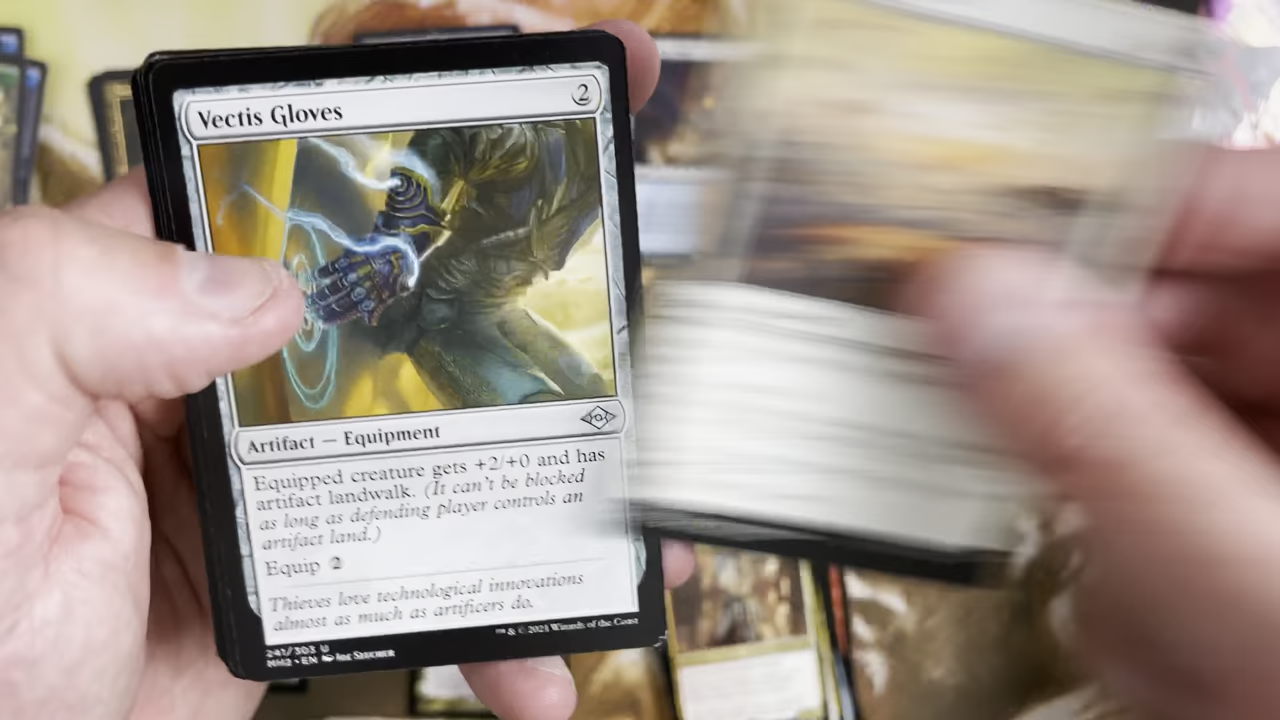 Vectis Gloves 2
Artifact — Equipment
Equipped creature gets +2/+0 and has
artifact landwalk. (It can't be blocked
as long as defending player controls an
artifact land.)
Equip 2
Thieves love technological innovations
almost as much as artificers do.
™ & © 2021 Wizards of the Coast
241/303 U
MH2 • EN Joe Slucher